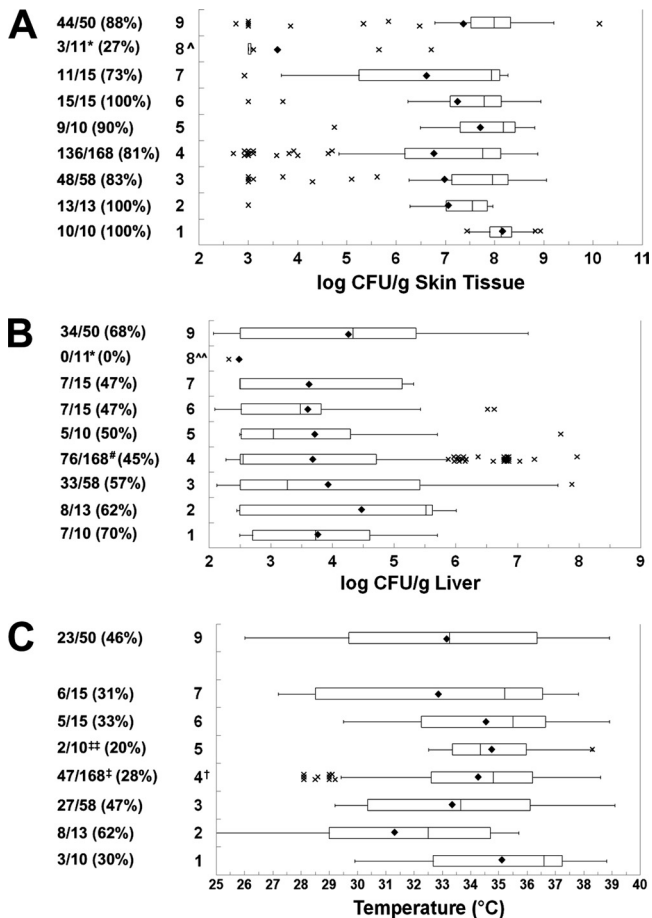 A
44/50 (88%) 9
3/11* (27%) 8^
11/15 (73%) 7
15/15 (100%) 6
9/10 (90%) 5
136/168 (81%) 4
48/58 (83%) 3
13/13 (100%) 2
10/10 (100%) 1
2 3 4 5 6 7 8 9 10 11
log CFU/g Skin Tissue
B
34/50 (68%) 9
0/11* (0%) 8^^
7/15 (47%) 7
7/15 (47%) 6
5/10 (50%) 5
76/168# (45%) 4
33/58 (57%) 3
8/13 (62%) 2
7/10 (70%) 1
2 3 4 5 6 7 8 9
log CFU/g Liver
C
23/50 (46%) 9
6/15 (31%) 7
5/15 (33%) 6
2/10‡‡ (20%) 5
47/168‡ (28%) 4†
27/58 (47%) 3
8/13 (62%) 2
3/10 (30%) 1
25 26 27 28 29 30 31 32 33 34 35 36 37 38 39 40
Temperature (°C)